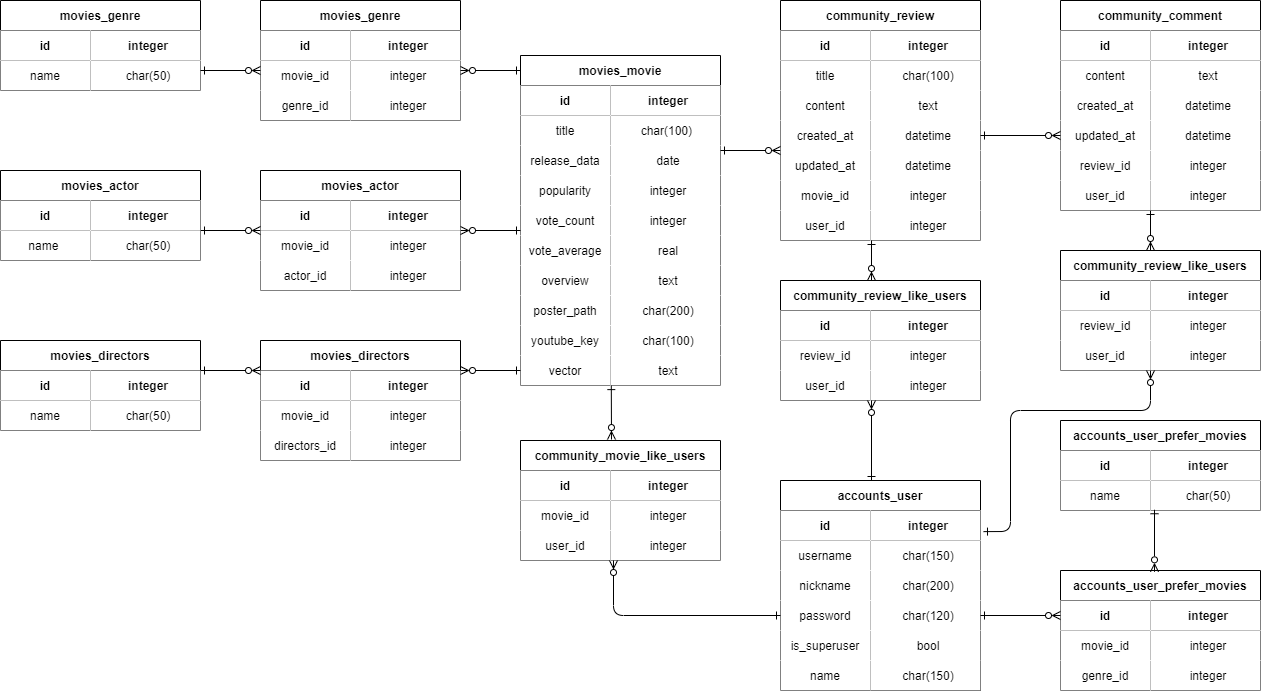 movies_genre
id integer
name char(50)
movies_genre
id integer
movie_id integer
genre_id integer
movies_actor
id integer
name char(50)
movies_actor
id integer
movie_id integer
actor_id integer
movies_directors
id integer
name char(50)
movies_directors
id integer
movie_id integer
directors_id integer
movies_movie
id integer
title char(100)
release_data date
popularity integer
vote_count integer
vote_average real
overview text
poster_path char(200)
youtube_key char(100)
vector text
community_movie_like_users
id integer
movie_id integer
user_id integer
community_review
id integer
title char(100)
content text
created_at datetime
updated_at datetime
movie_id integer
user_id integer
community_review_like_users
id integer
review_id integer
user_id integer
accounts_user
id integer
username char(150)
nickname char(200)
password char(120)
is_superuser bool
name char(150)
community_comment
id integer
content text
created_at datetime
updated_at datetime
review_id integer
user_id integer
community_review_like_users
id integer
review_id integer
user_id integer
accounts_user_prefer_movies
id integer
name char(50)
accounts_user_prefer_movies
id integer
movie_id integer
genre_id integer